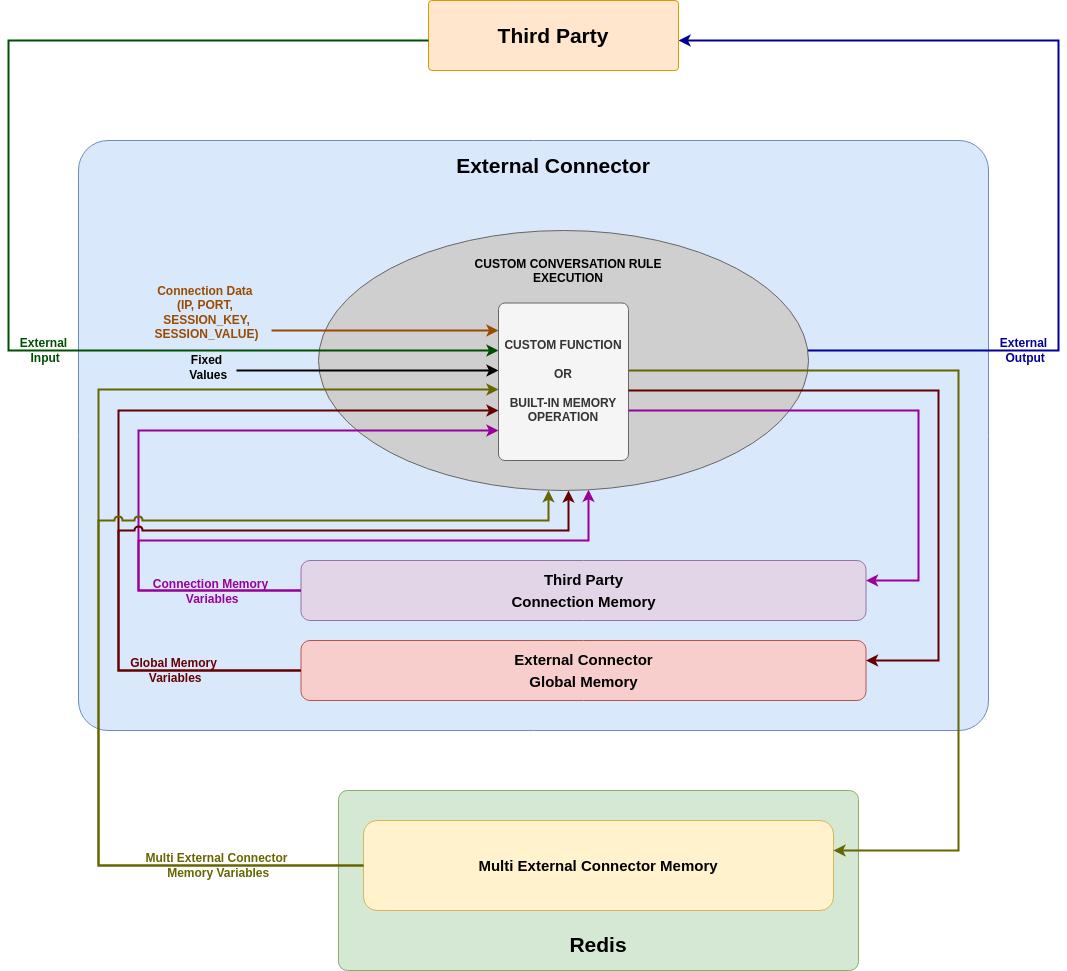 Third Party
External Connector
CUSTOM CONVERSATION RULE
EXECUTION
Connection Data
(IP, PORT,
SESSION_KEY,
SESSION_VALUE)
External
Input
Fixed
Values
CUSTOM FUNCTION
OR
BUILT-IN MEMORY
OPERATION
External
Output
Connection Memory
Variables
Third Party
Connection Memory
Global Memory
Variables
External Connector
Global Memory
Multi External Connector
Memory Variables
Multi External Connector Memory
Redis